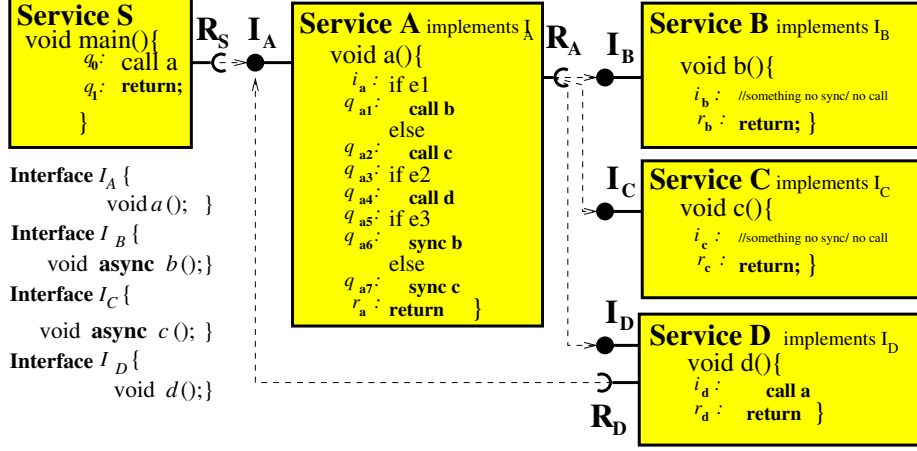 Service S
void main(){
q0: call a
q1: return;
}
RS
IA
Service A implements IA
void a(){
ia: if e1
qa1: call b
else
qa2: call c
qa3: if e2
qa4: call d
qa5: if e3
qa6: sync b
else
qa7: sync c
ra: return }
RA
IB
Service B implements IB
void b(){
ib: //something no sync/ no call
rb: return; }
IC
Service C implements IC
void c(){
ic: //something no sync/ no call
rc: return; }
ID
Service D implements ID
void d(){
id: call a
rd: return }
RD
Interface IA {
void a(); }
Interface IB {
void async b();}
Interface IC {
void async c(); }
Interface ID {
void d();}